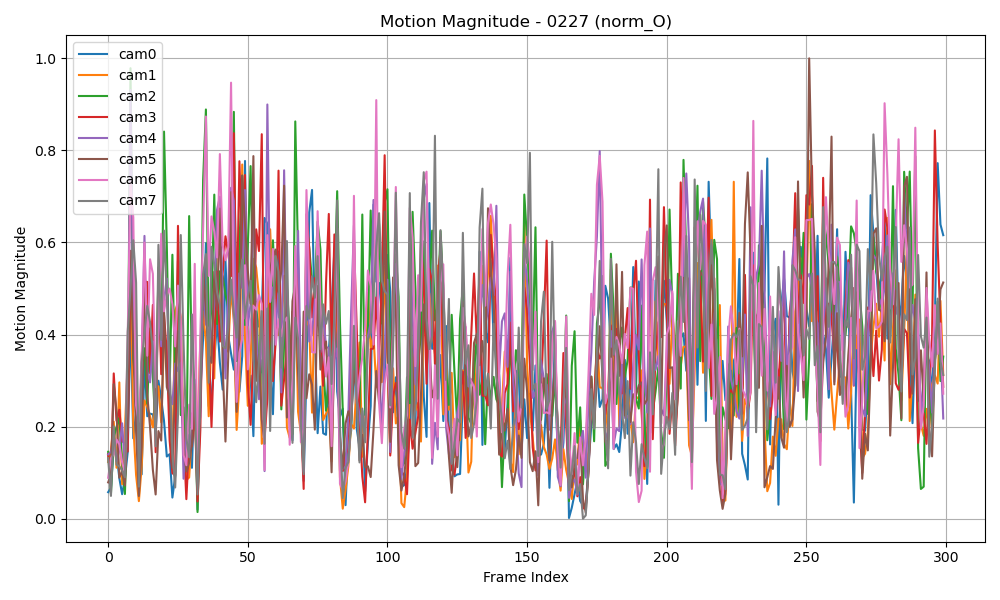 Motion Magnitude - 0227 (norm_O)
cam0
cam1
cam2
cam3
cam4
cam5
cam6
cam7
1.0
0.8
0.6
0.4
0.2
0.0
Motion Magnitude
0 50 100 150 200 250 300
Frame Index